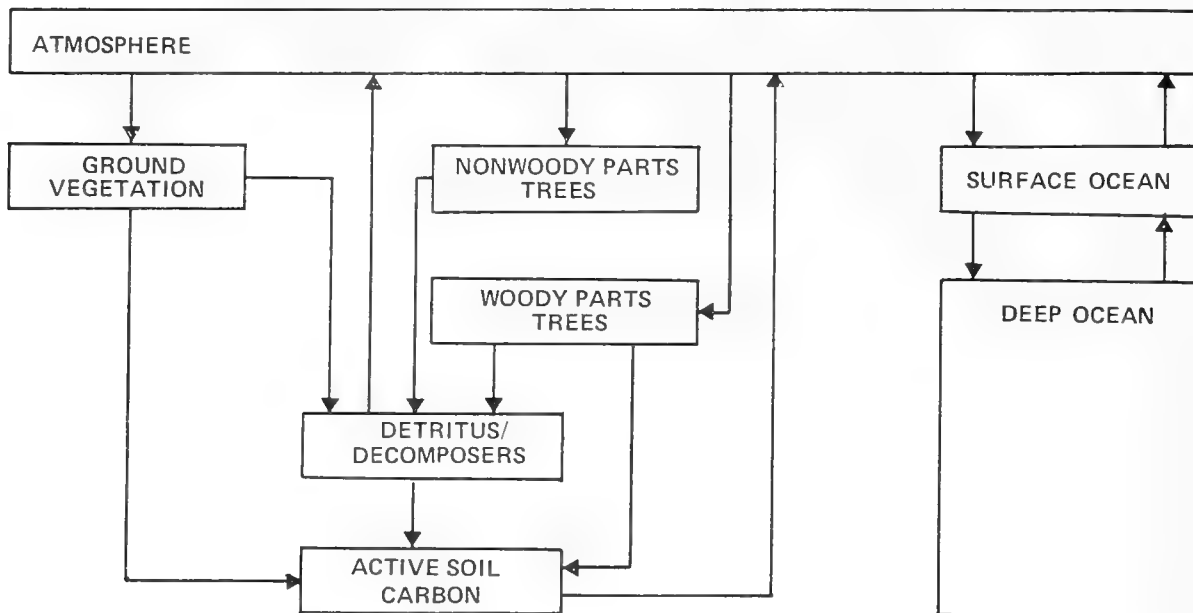 ATMOSPHERE
GROUND
VEGETATION
NONWOODY PARTS
TREES
SURFACE OCEAN
WOODY PARTS
TREES
DEEP OCEAN
DETRITUS/
DECOMPOSERS
ACTIVE SOIL
CARBON